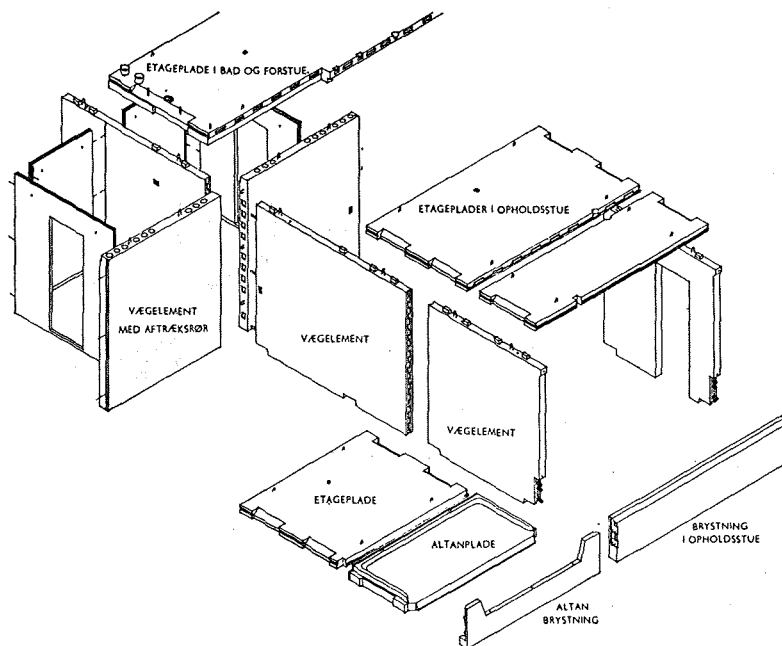 ETAGEPLADE I BAD OG FORSTUE.
ETAGEPLADER I OPHOLDSSTUE
VÆGELEMENT
MED AFTRÆKSRØR
VÆGELEMENT
VÆGELEMENT
ETAGEPLADE
ALTANPLADE
BRYSTNING
I OPHOLDSSTUE
ALTAN
BRYSTNING